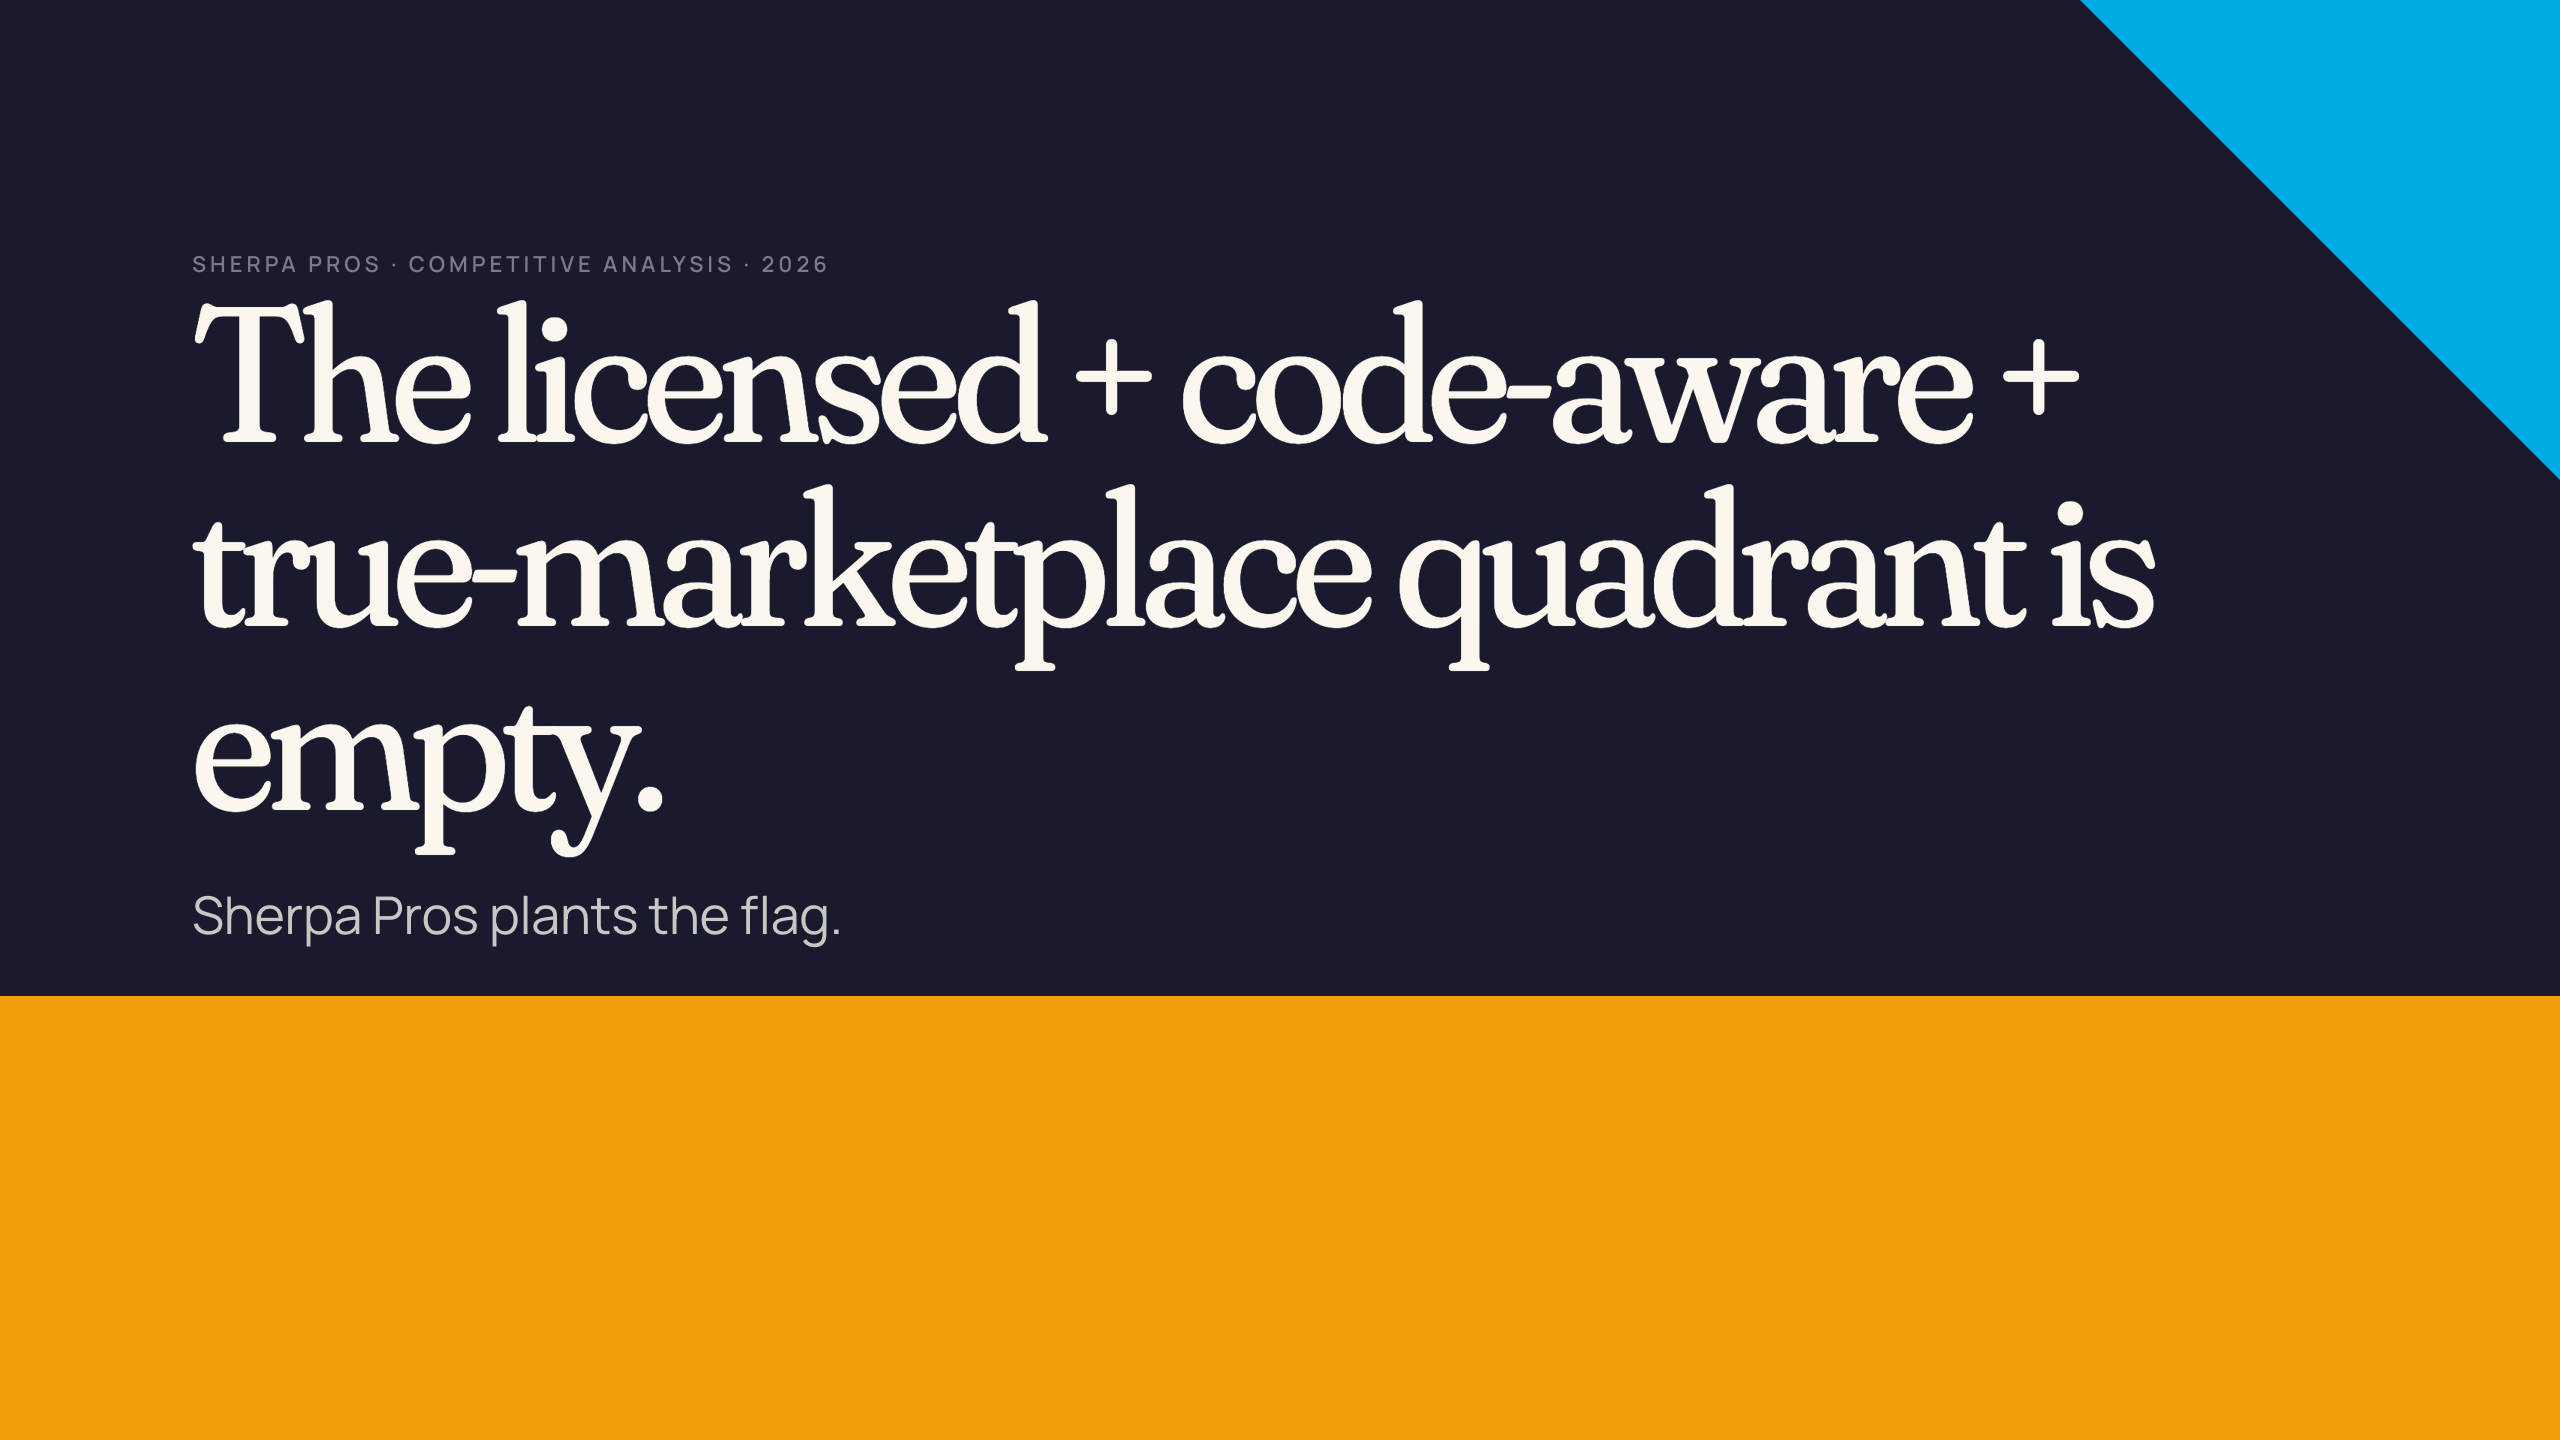 SHERPA PROS · COMPETITIVE ANALYSIS · 2026
The licensed + code-aware +
true-marketplace quadrant is
empty.
Sherpa Pros plants the flag.